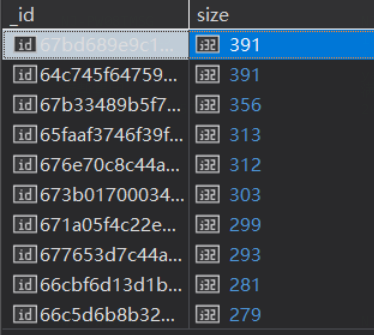 _id size
id 67bd689e9c1... i32 391
id 64c745f64759... i32 391
id 67b33489b5f7... i32 356
id 65faaf3746f39f... i32 313
id 676e70c8c44a... i32 312
id 673b01700034... i32 303
id 671a05f4c22e... i32 299
id 677653d7c44a... i32 293
id 66cbf6d13d1b... i32 281
id 66c5d6b8b32... i32 279